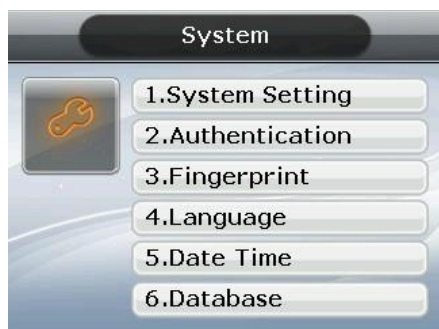 System
1.System Setting
2.Authentication
3.Fingerprint
4.Language
5.Date Time
6.Database